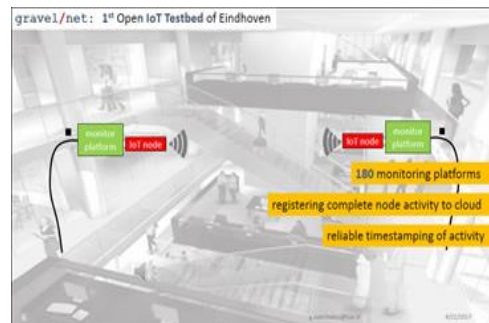 gravel/net: 1st Open IoT Testbed of Eindhoven
monitor
platform
IoT node
IoT node
monitor
platform
180 monitoring platforms
registering complete node activity to cloud
reliable timestamping of activity